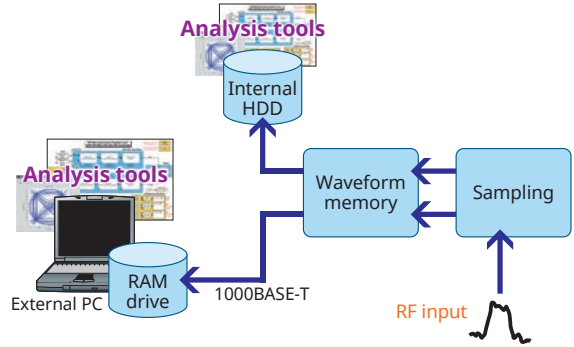 Analysis tools
Internal
HDD
Analysis tools
Waveform
memory
Sampling
RAM
drive
External PC
1000BASE-T
RF input